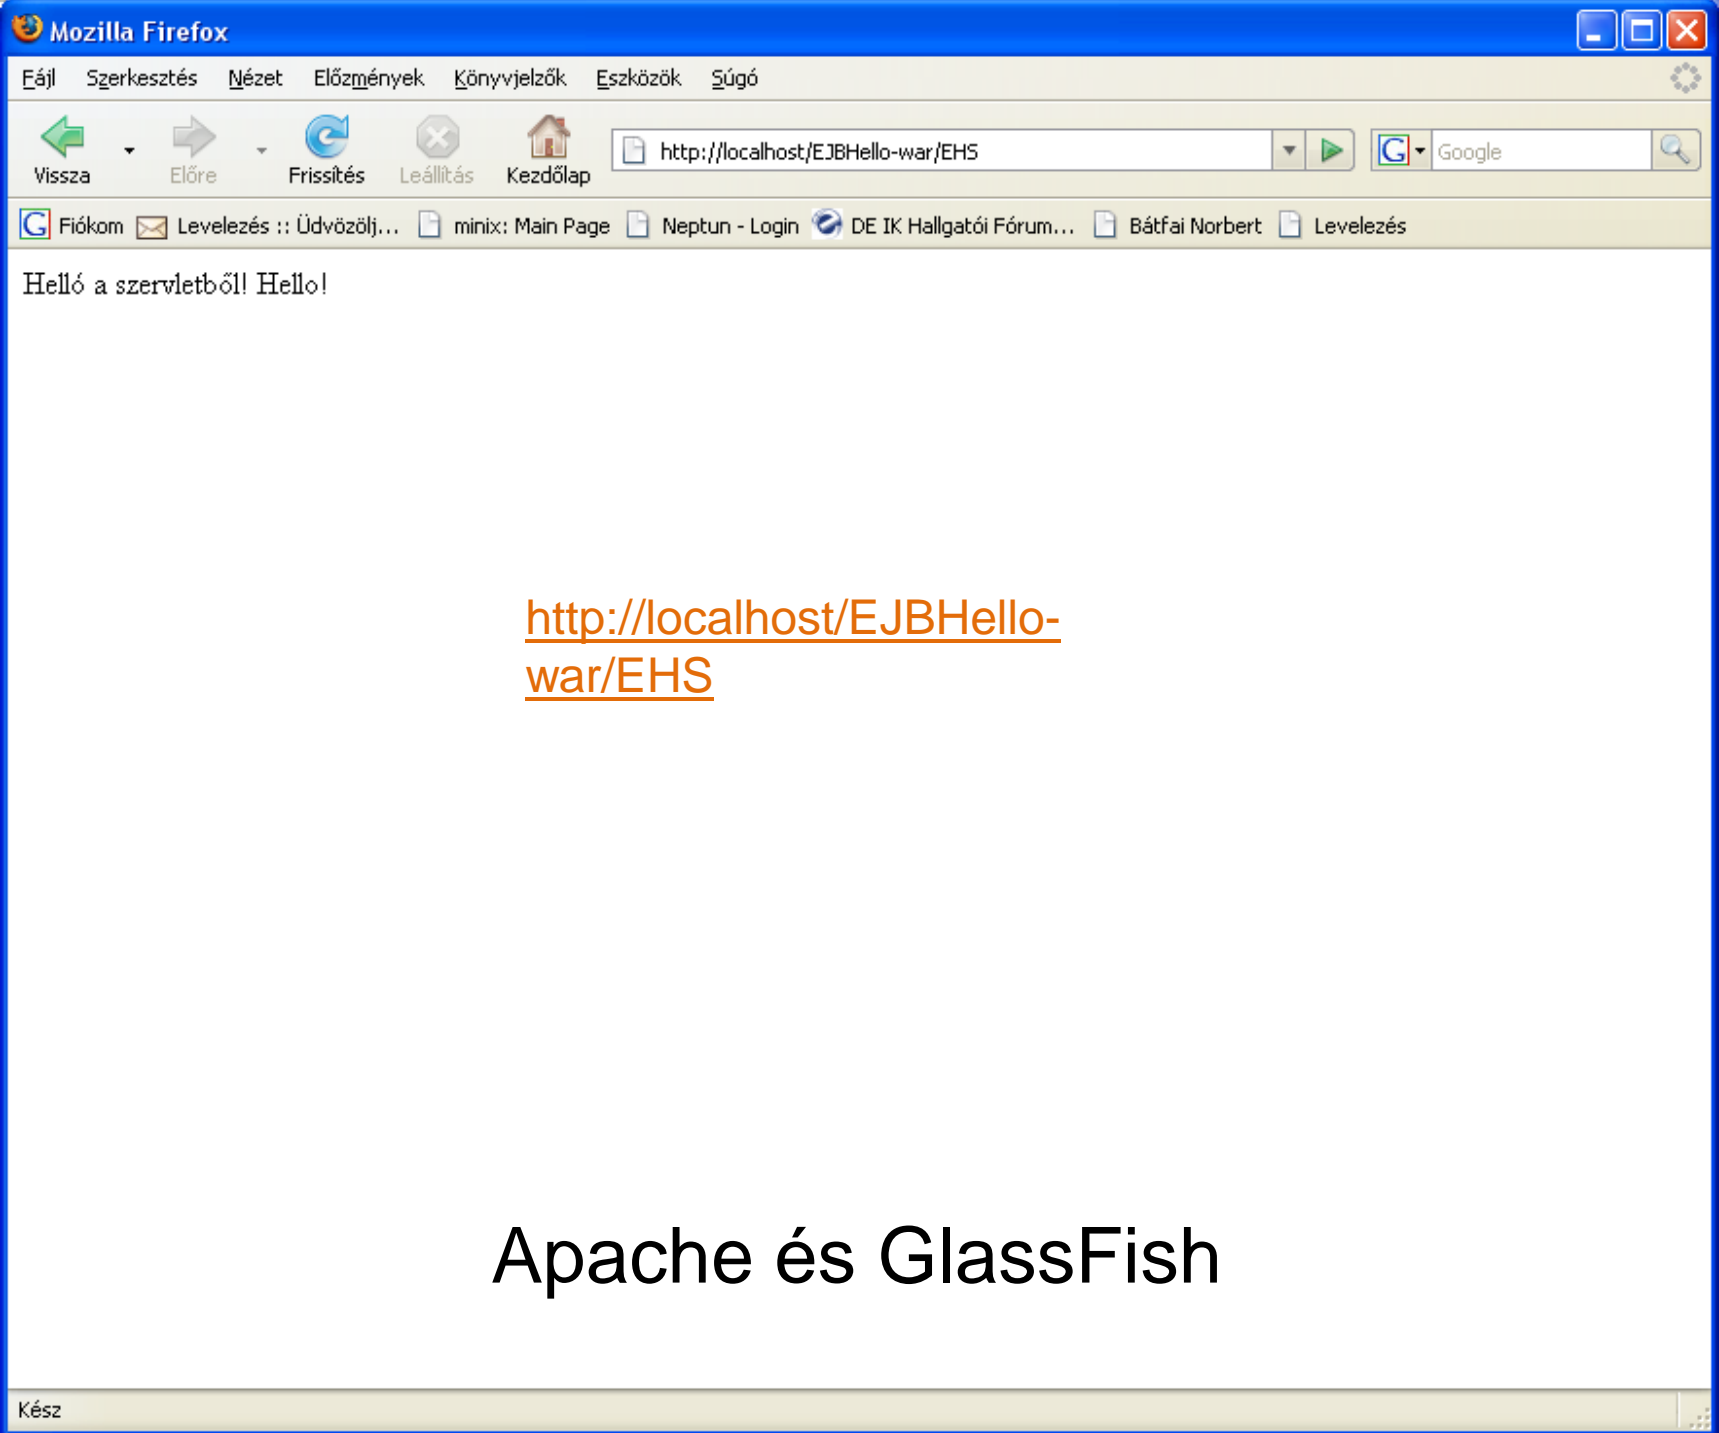 Mozilla Firefox
Fájl Szerkesztés Nézet Előzmények Könyvjelzők Eszközök Súgó
Vissza Előre Frissítés Leállítás Kezdőlap http://localhost/EJBHello-war/EHS G Google
G Fiókom Levelezés :: Üdvözölj... minix: Main Page Neptun - Login DE IK Hallgatói Fórum... Bátfai Norbert Levelezés
Helló a szervletből! Hello!
http://localhost/EJBHello-
war/EHS
Apache és GlassFish
Kész